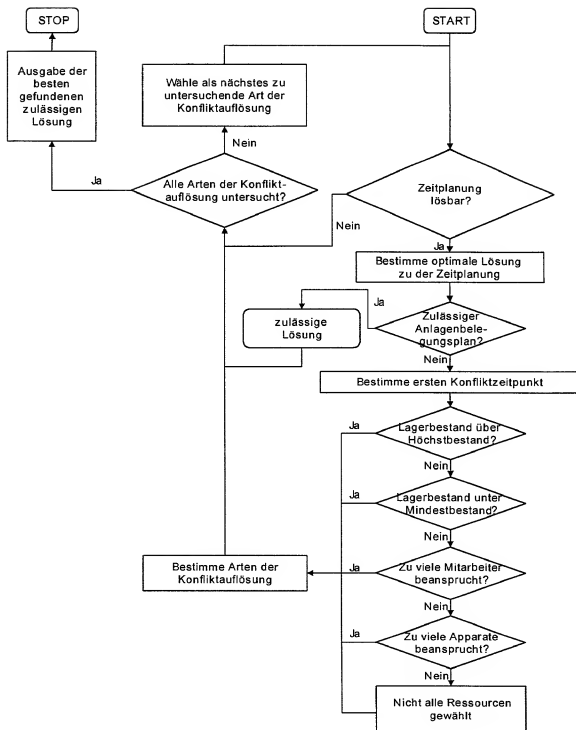 STOP
START
Ausgabe der
besten
gefundenen
zulässigen
Lösung
Wähle als nächstes zu
untersuchende Art der
Konfliktauflösung
Nein
Ja
Alle Arten der Konflikt-
auflösung untersucht?
Zeitplanung
lösbar?
Nein
Ja
Bestimme optimale Lösung
zu der Zeitplanung
Ja
zulässige
Lösung
Zulässiger
Anlagenbele-
gungsplan?
Nein
Bestimme ersten Konfliktzeitpunkt
Ja
Lagerbestand über
Höchstbestand?
Nein
Ja
Lagerbestand unter
Mindestbestand?
Nein
Bestimme Arten der
Konfliktauflösung
Ja
Zu viele Mitarbeiter
beansprucht?
Nein
Ja
Zu viele Apparate
beansprucht?
Nein
Nicht alle Ressourcen
gewählt